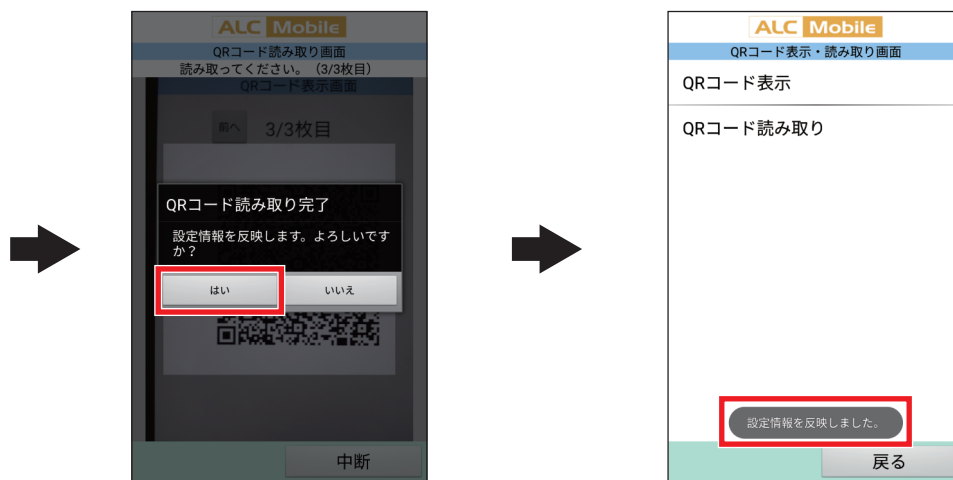 ALC Mobile
QRコード読み取り画面
読み取ってください。（3/3枚目）
QRコード表示画面
前へ 3/3枚目
QRコード読み取り完了
設定情報を反映します。よろしいです
か？
はい いいえ
中断
ALC Mobile
QRコード表示・読み取り画面
QRコード表示
QRコード読み取り
設定情報を反映しました。
戻る